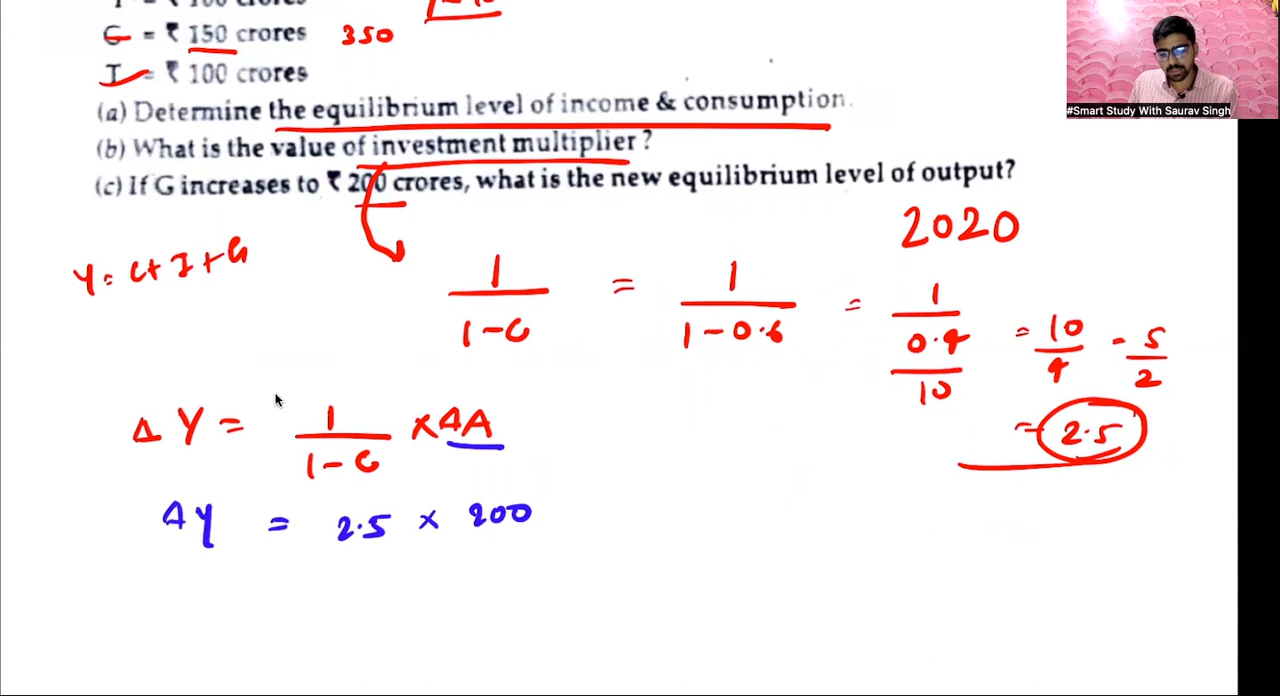 G = ₹ 150 crores 350
I = ₹ 100 crores
(a) Determine the equilibrium level of income & consumption.
(b) What is the value of investment multiplier ?
(c) If G increases to ₹ 200 crores, what is the new equilibrium level of output?
#Smart Study With Saurav Singh
2020
Y = C+ I + G
1/(1-C) = 1/(1-0.6) = 1/0.4/10 = 10/4 = 5/2
= 2.5
Δ Y = 1/(1-C) × ΔA
ΔY = 2.5 × 200